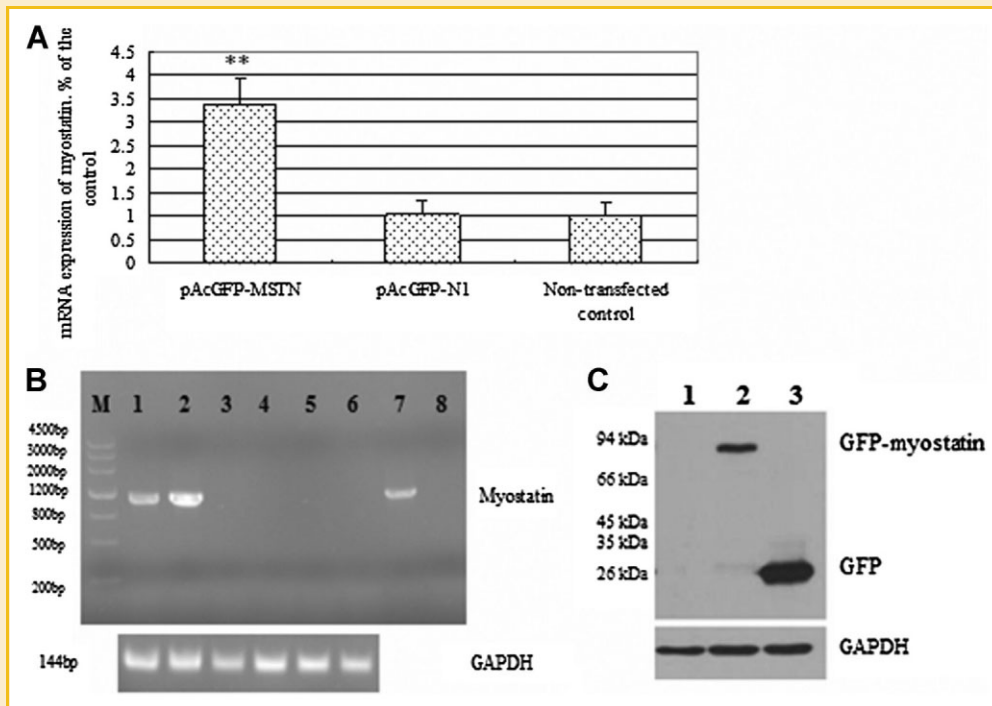 A
mRNA expression of myostatin. % of the
control
4.5
4
3.5
3
2.5
2
1.5
1
0.5
0
**
pAcGFP-MSTN
pAcGFP-N1
Non-transfected
control
B
M 1 2 3 4 5 6 7 8
4500bp
3000bp
2000bp
1200bp
800bp
500bp
200bp
Myostatin
144bp
GAPDH
C
1 2 3
94 kDa
66 kDa
45 kDa
35 kDa
26 kDa
GFP-myostatin
GFP
GAPDH